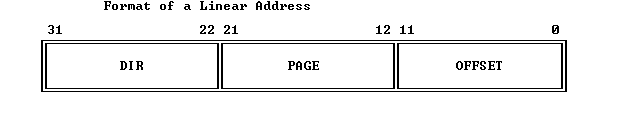 Format of a Linear Address
31 22 21 12 11 0
DIR PAGE OFFSET